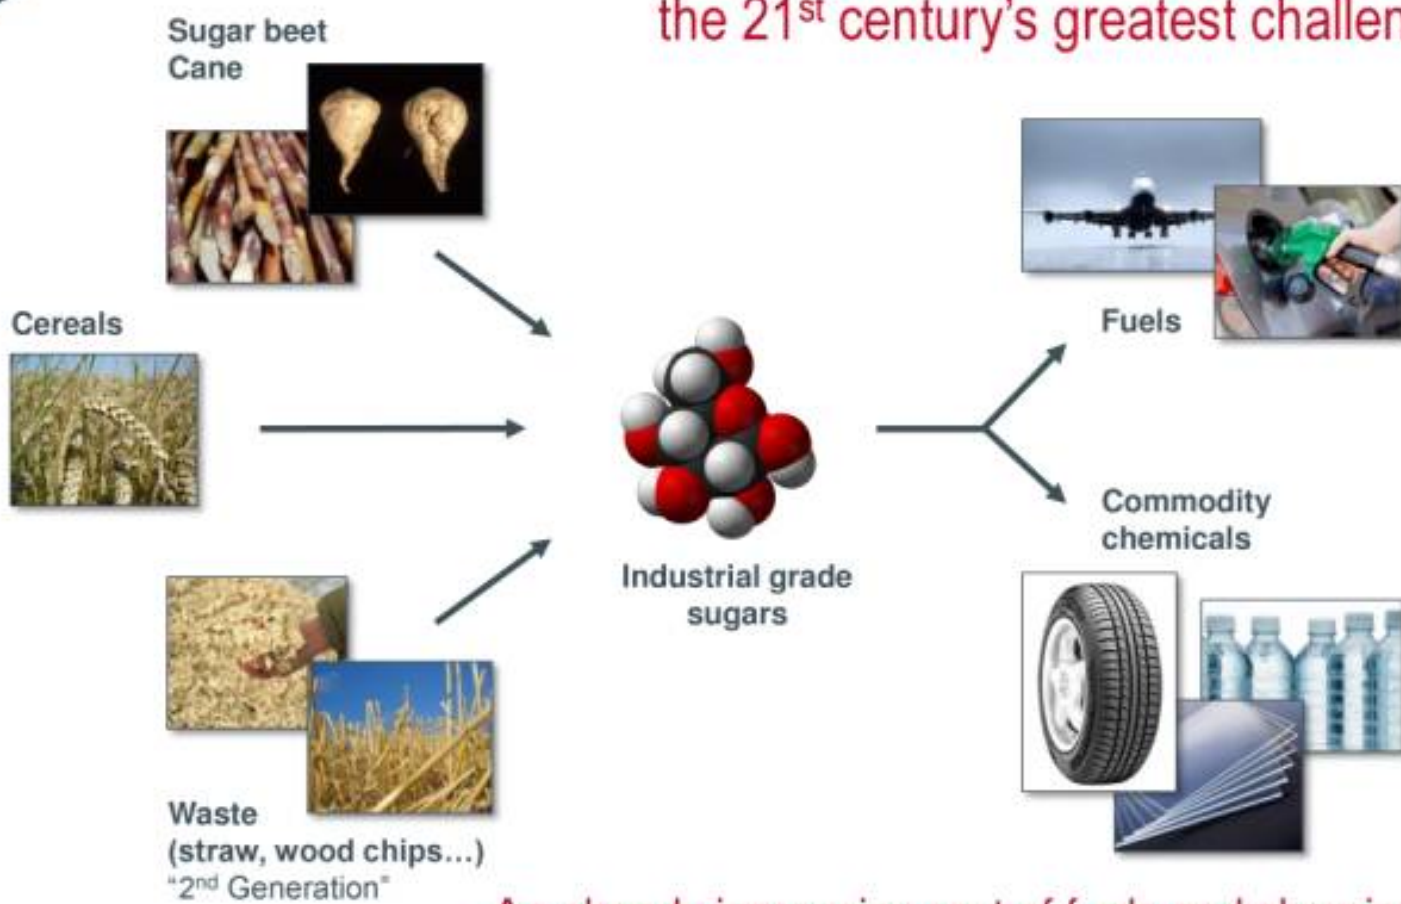 the 21st century's greatest challen
Sugar beet
Cane
Cereals
Fuels
Industrial grade
sugars
Commodity
chemicals
Waste
(straw, wood chips...)
"2nd Generation"